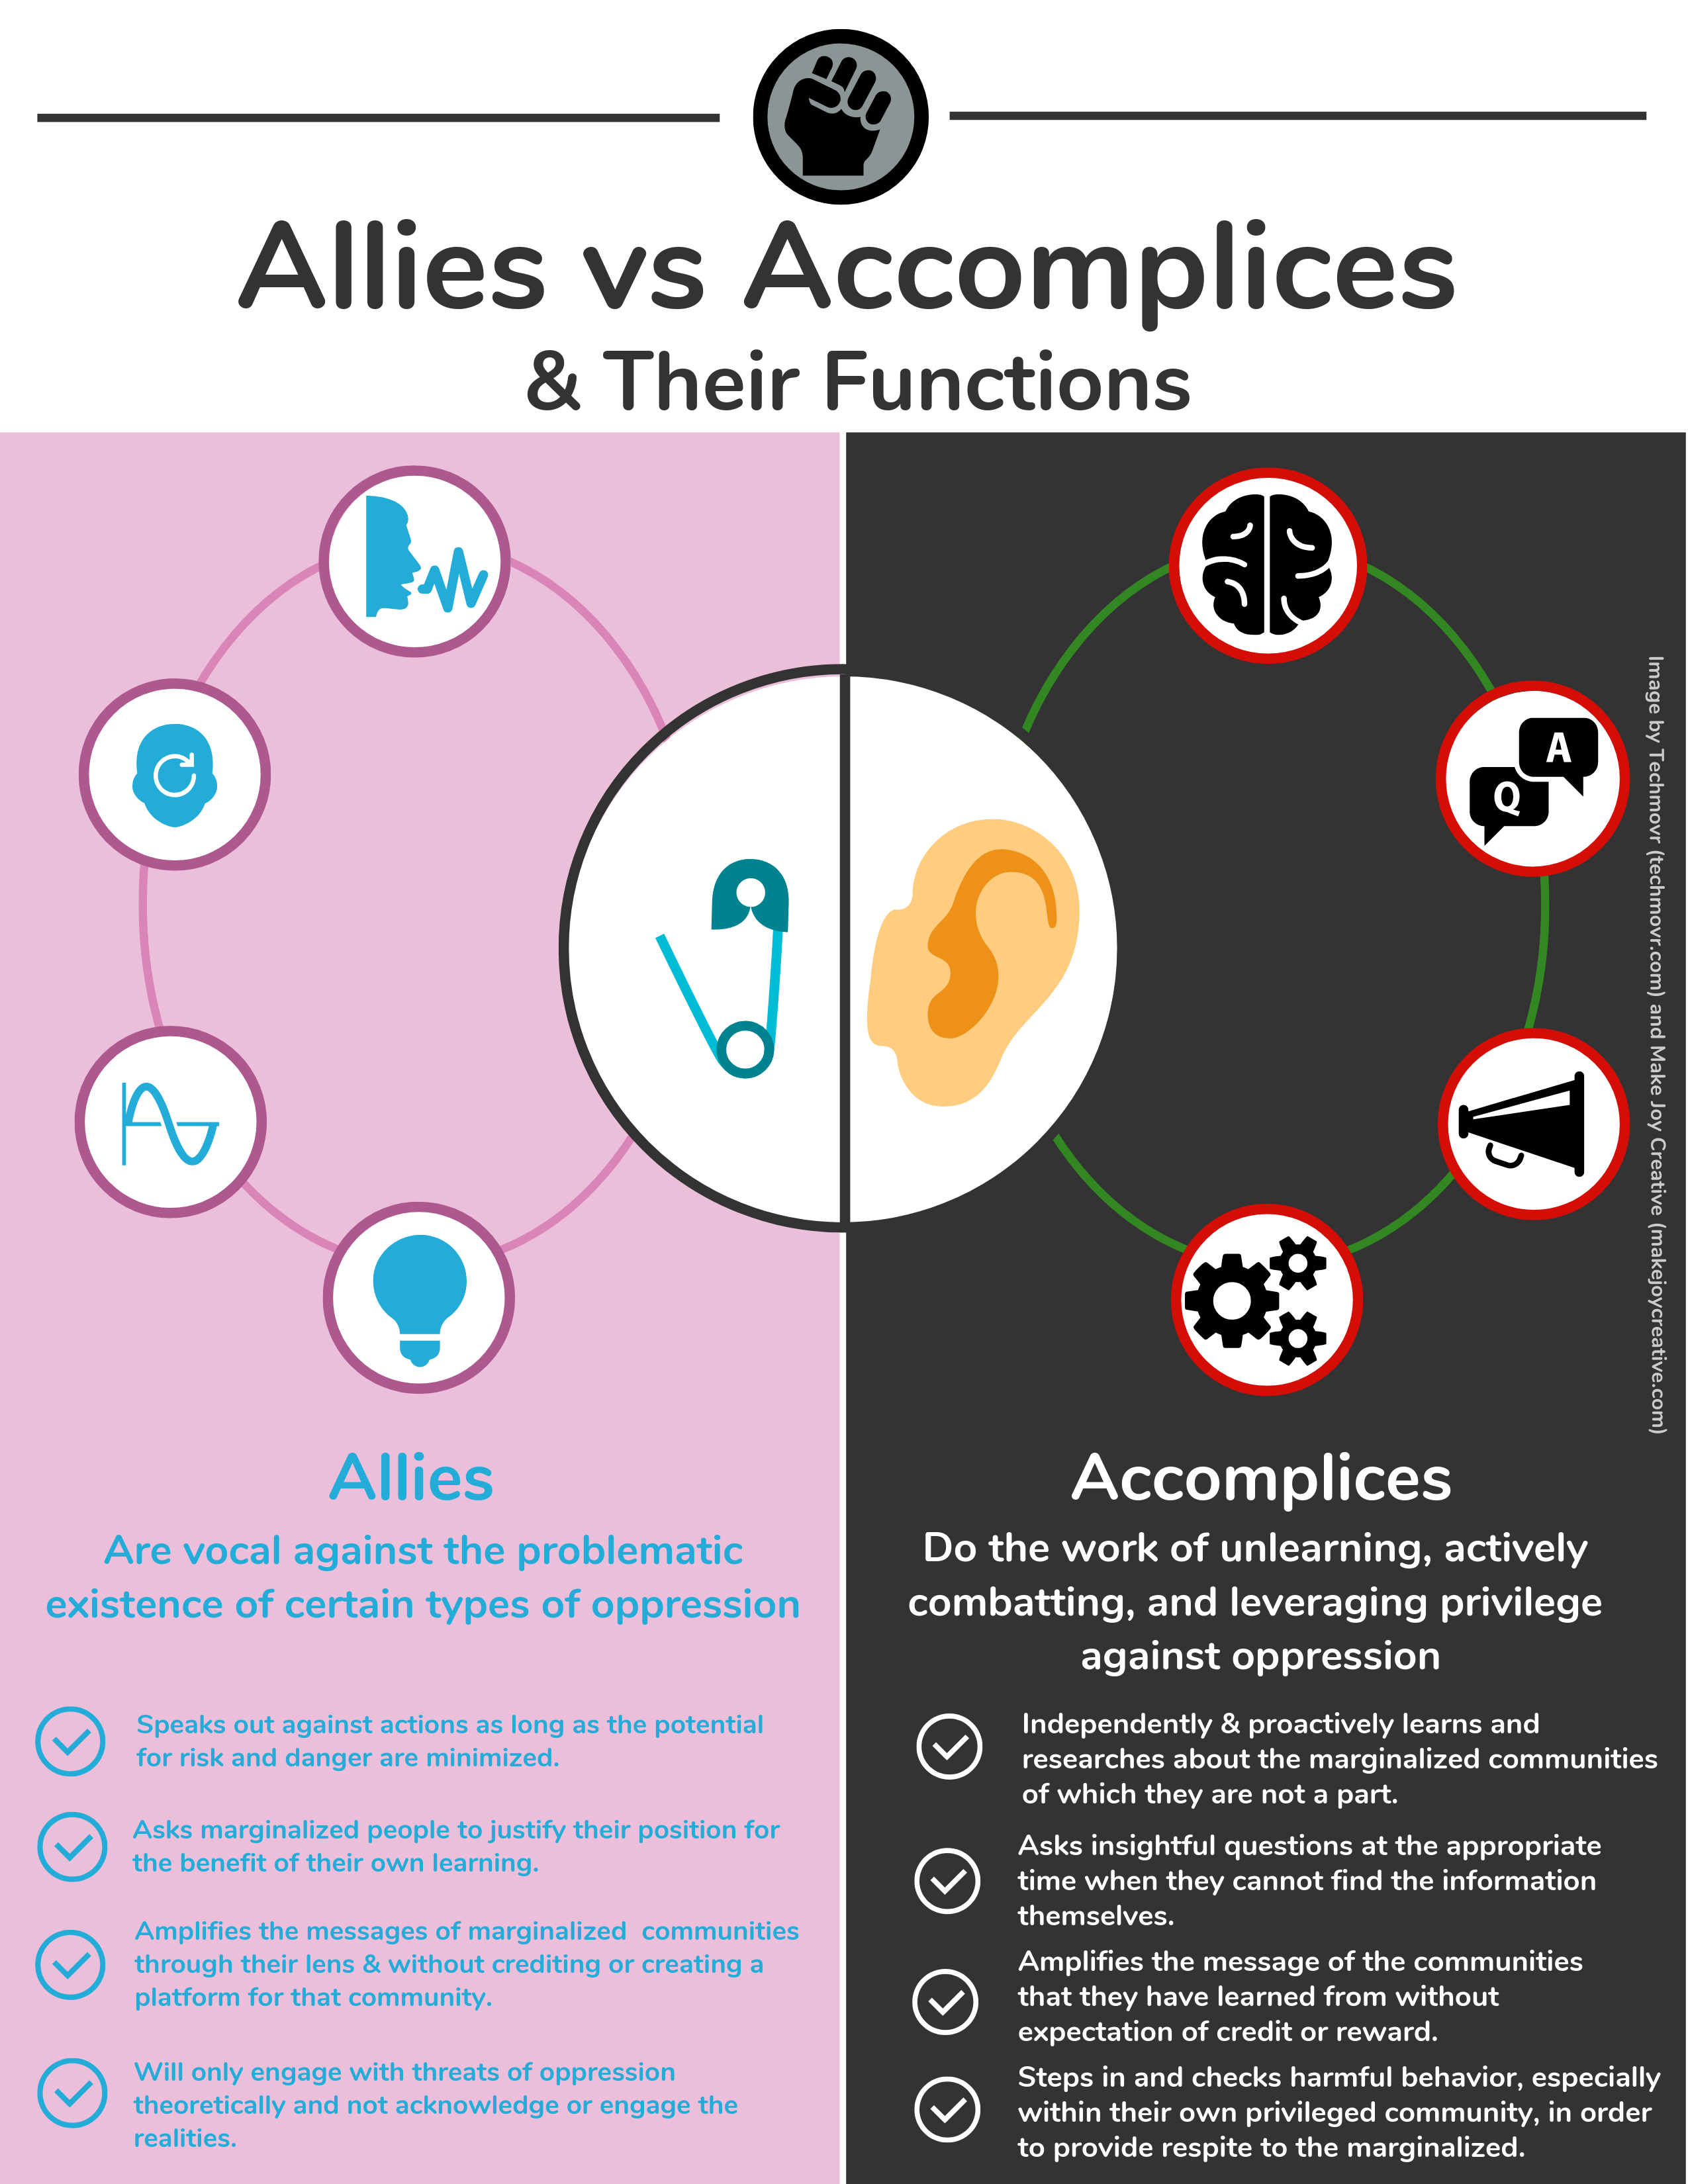 Allies vs Accomplices
& Their Functions
A
Q
Image by Techmovr (techmovr.com) and Make Joy Creative (makejoycreative.com)
Allies
Are vocal against the problematic
existence of certain types of oppression
Speaks out against actions as long as the potential
for risk and danger are minimized.
Asks marginalized people to justify their position for
the benefit of their own learning.
Amplifies the messages of marginalized  communities
through their lens & without crediting or creating a
platform for that community.
Will only engage with threats of oppression
theoretically and not acknowledge or engage the
realities.
Accomplices
Do the work of unlearning, actively
combatting, and leveraging privilege
against oppression
Independently & proactively learns and
researches about the marginalized communities
of which they are not a part.
Asks insightful questions at the appropriate
time when they cannot find the information
themselves.
Amplifies the message of the communities
that they have learned from without
expectation of credit or reward.
Steps in and checks harmful behavior, especially
within their own privileged community, in order
to provide respite to the marginalized.